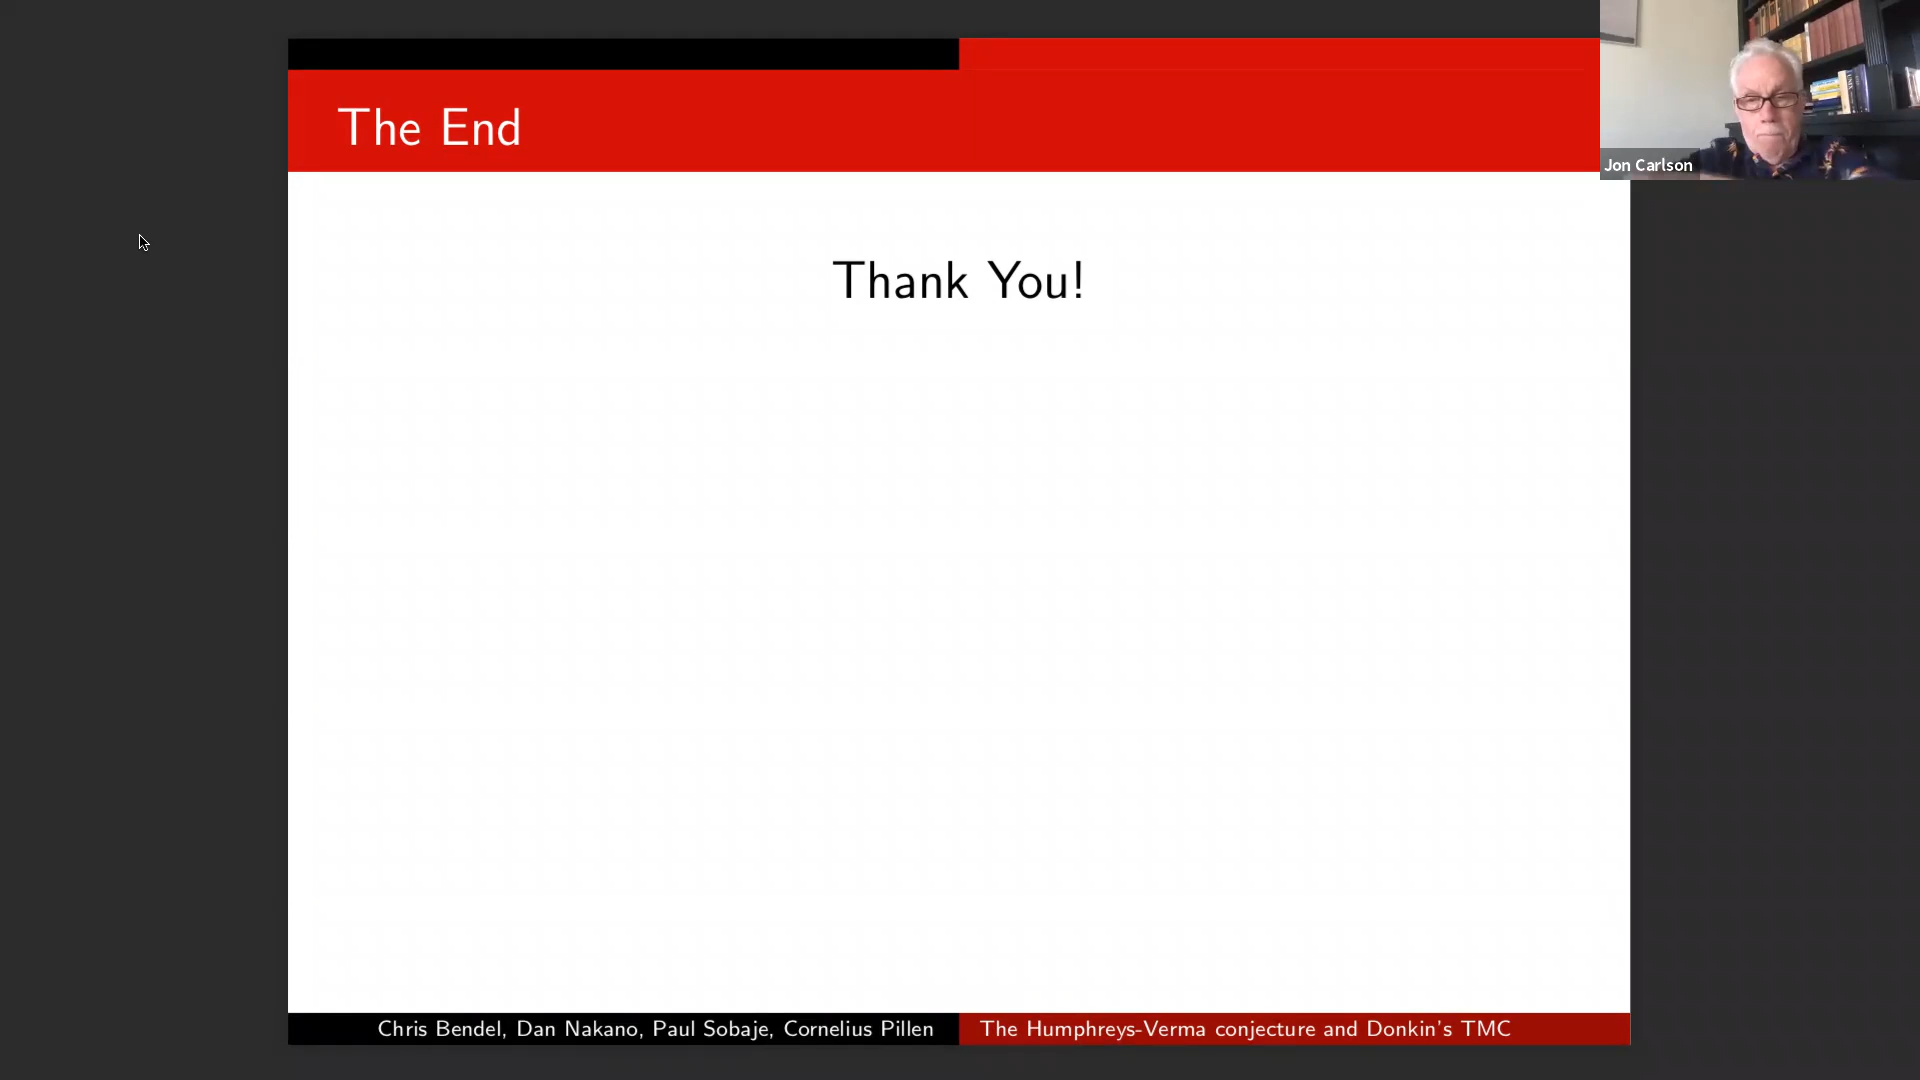 The End
Jon Carlson
Thank You!
Chris Bendel, Dan Nakano, Paul Sobaje, Cornelius Pillen
The Humphreys-Verma conjecture and Donkin's TMC